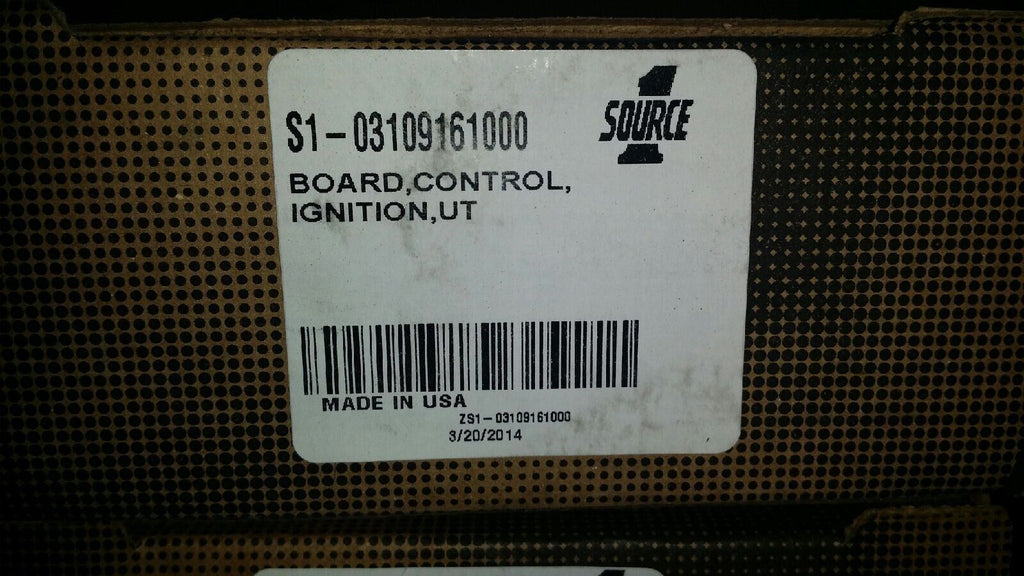 S1-03109161000
1
SOURCE
BOARD,CONTROL,
IGNITION,UT
MADE IN USA
ZS1-03109161000
3/20/2014